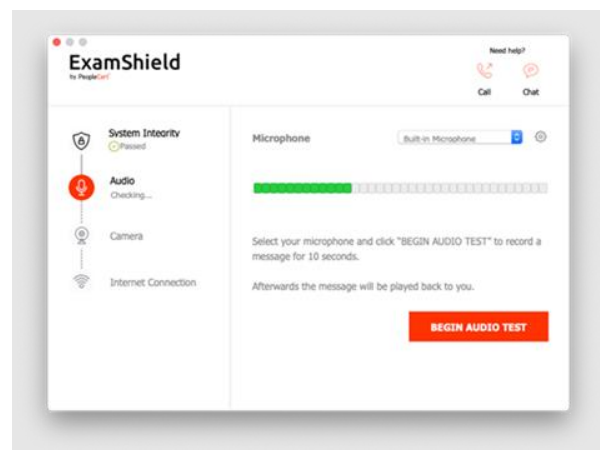 ExamShield
by PeopleCert
Need help?
Call
Chat
System Integrity
Passed
Audio
Checking...
Camera
Internet Connection
Microphone
Built-in Microphone
Select your microphone and click "BEGIN AUDIO TEST" to record a
message for 10 seconds.
Afterwards the message will be played back to you.
BEGIN AUDIO TEST